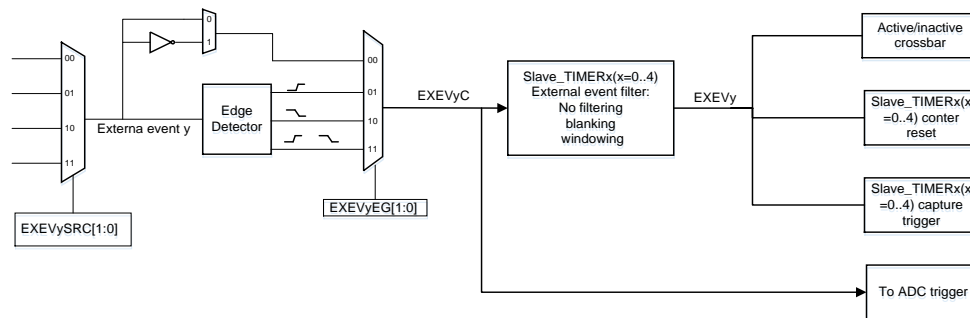 00
01
10
11
EXEVySRC[1:0]
Externa event y
0
1
Edge
Detector
00
01
10
11
EXEVyEG[1:0]
EXEVyC
Slave_TIMERx(x=0..4)
External event filter:
No filtering
blanking
windowing
EXEVy
Active/inactive
crossbar
Slave_TIMERx(x
=0..4) conter
reset
Slave_TIMERx(x
=0..4) capture
trigger
To ADC trigger